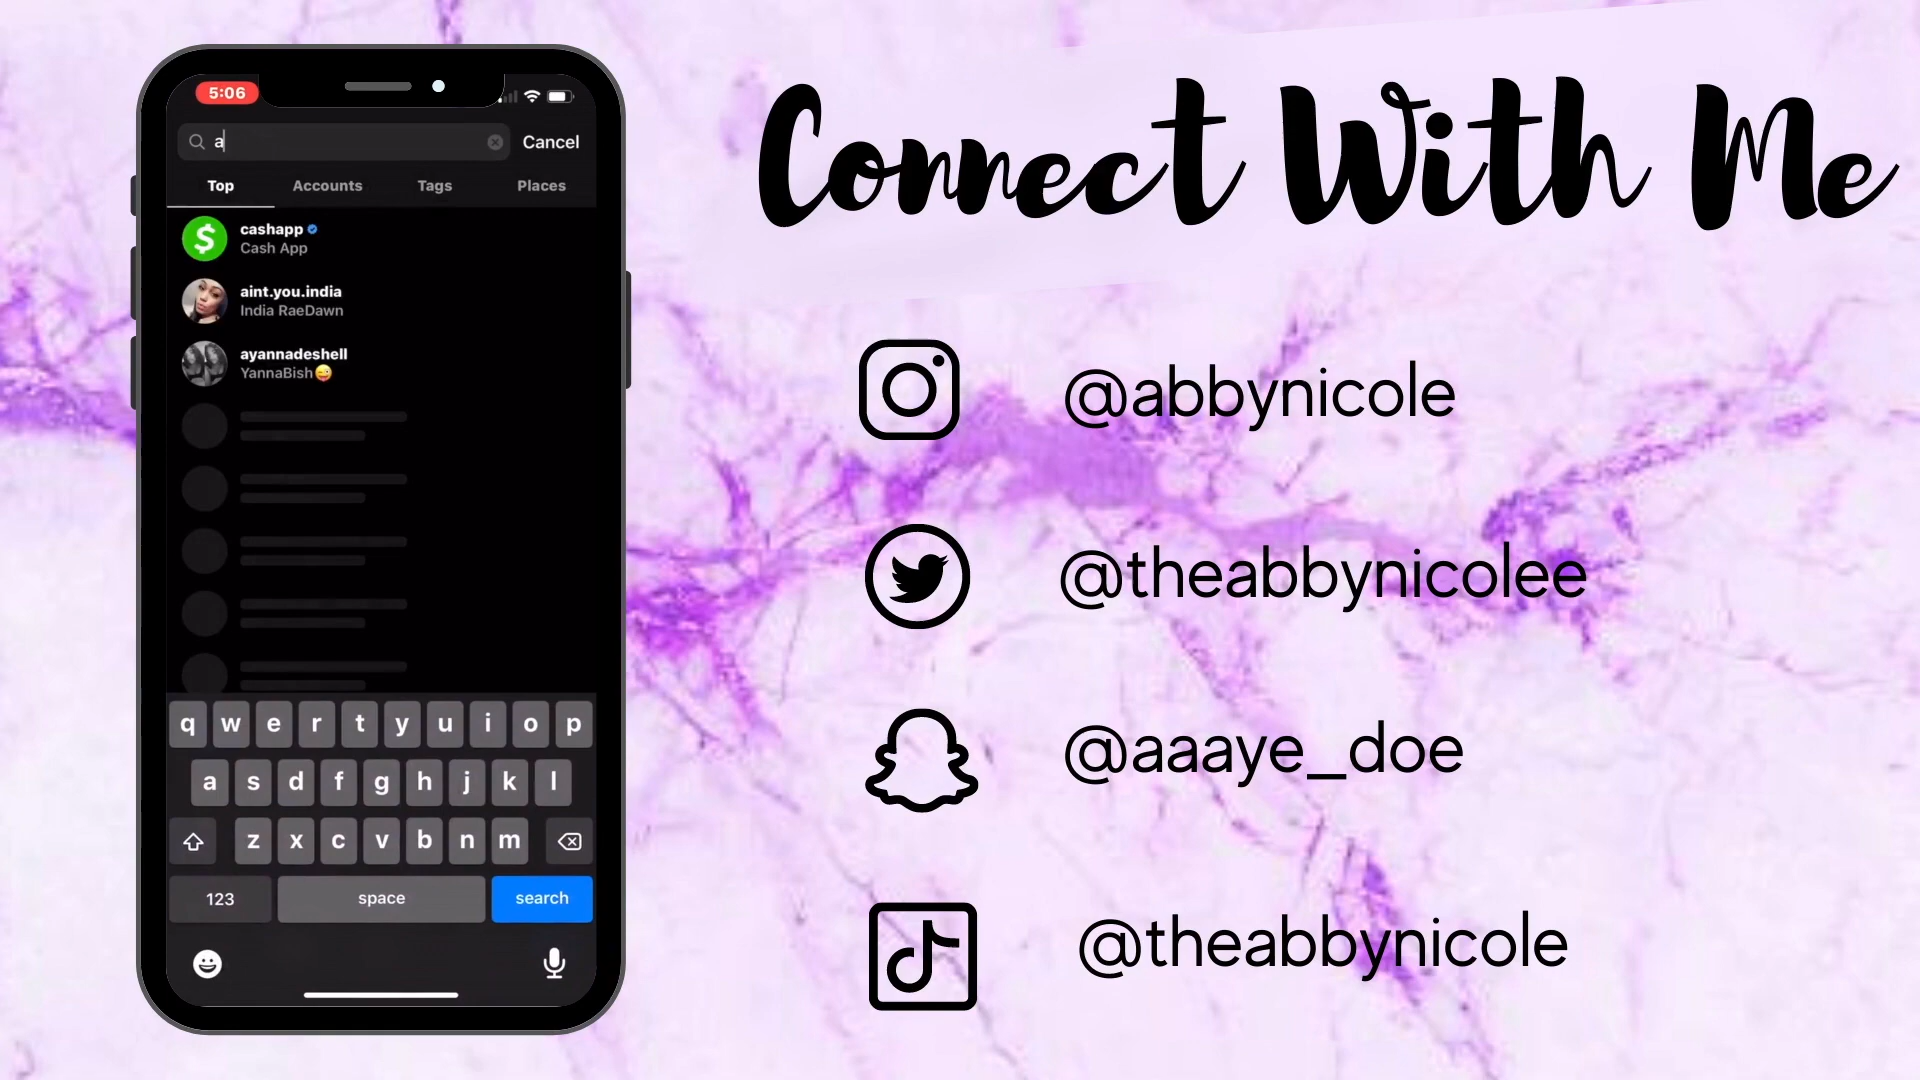 5:06
a
Cancel
Top Accounts Tags Places
cashapp
Cash App
aint.you.india
India RaeDawn
ayannadeshell
YannaBish😜
q w e r t y u i o p
a s d f g h j k l
z x c v b n m
123 space search
Connect With Me
@abbynicole
@theabbynicolee
@aaaye_doe
@theabbynicole